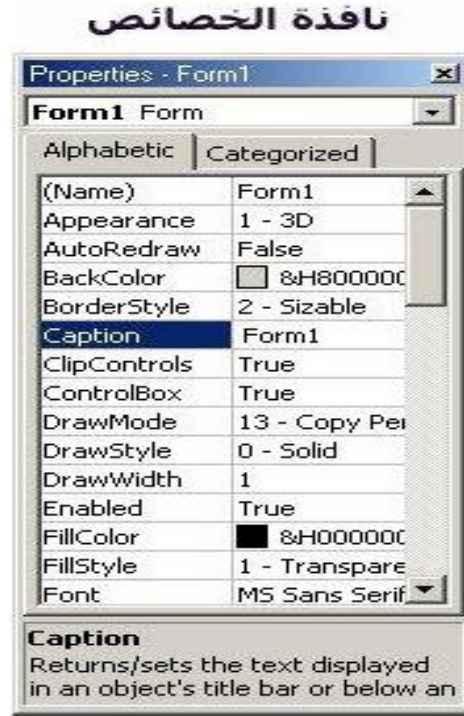 نافذة الخصائص
Properties - Form1
Form1 Form
Alphabetic Categorized
(Name) Form1
Appearance 1 - 3D
AutoRedraw False
BackColor &H800000
BorderStyle 2 - Sizable
Caption Form1
ClipControls True
ControlBox True
DrawMode 13 - Copy Pe
DrawStyle 0 - Solid
DrawWidth 1
Enabled True
FillColor &H000000
FillStyle 1 - Transpare
Font MS Sans Serif
Caption
Returns/sets the text displayed
in an object's title bar or below an